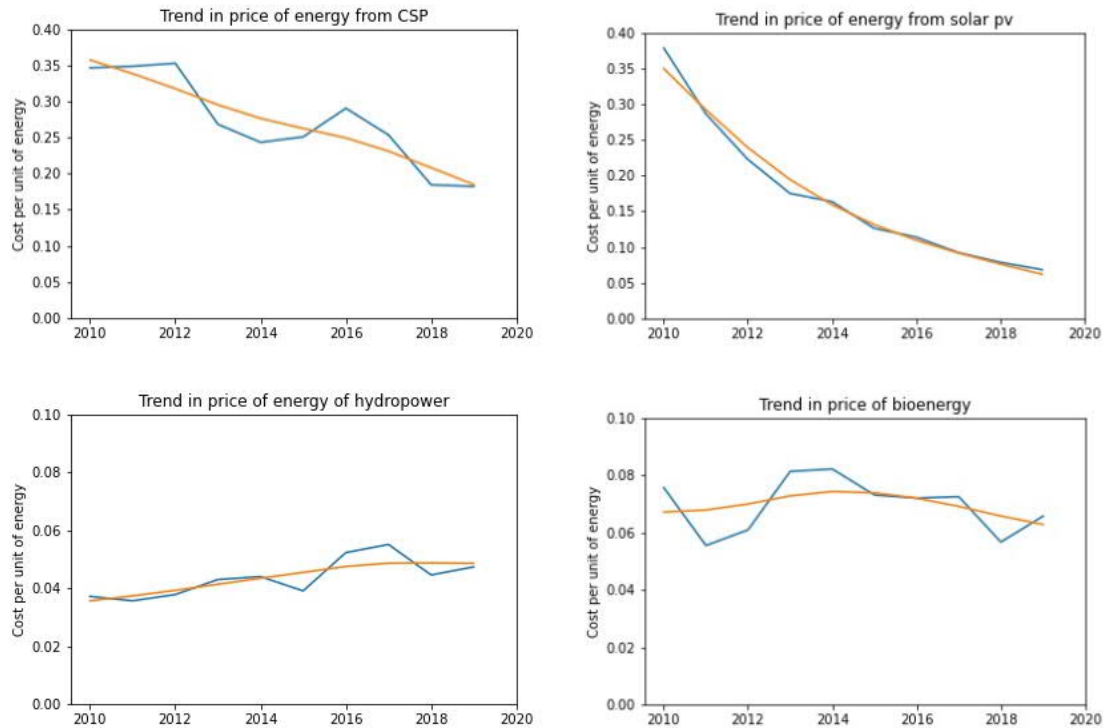 Trend in price of energy from CSP
Cost per unit of energy
0.40
0.35
0.30
0.25
0.20
0.15
0.10
0.05
0.00
2010 2012 2014 2016 2018 2020
Trend in price of energy from solar pv
Cost per unit of energy
0.40
0.35
0.30
0.25
0.20
0.15
0.10
0.05
0.00
2010 2012 2014 2016 2018 2020
Trend in price of energy of hydropower
Cost per unit of energy
0.10
0.08
0.06
0.04
0.02
0.00
2010 2012 2014 2016 2018 2020
Trend in price of bioenergy
Cost per unit of energy
0.10
0.08
0.06
0.04
0.02
0.00
2010 2012 2014 2016 2018 2020